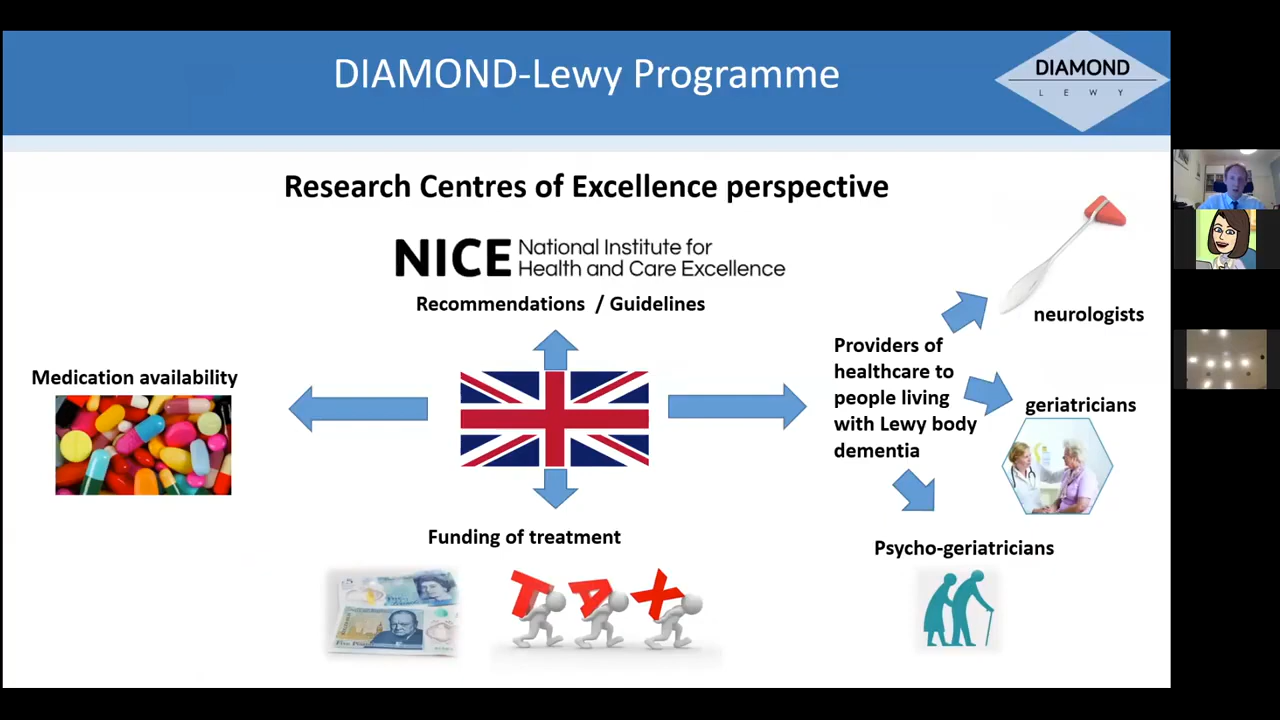 DIAMOND-Lewy Programme
DIAMOND
LEWY
Research Centres of Excellence perspective
NICE National Institute for
Health and Care Excellence
Recommendations / Guidelines
neurologists
Medication availability
Providers of
healthcare to
people living
with Lewy body
dementia
geriatricians
Funding of treatment
Psycho-geriatricians
TAX